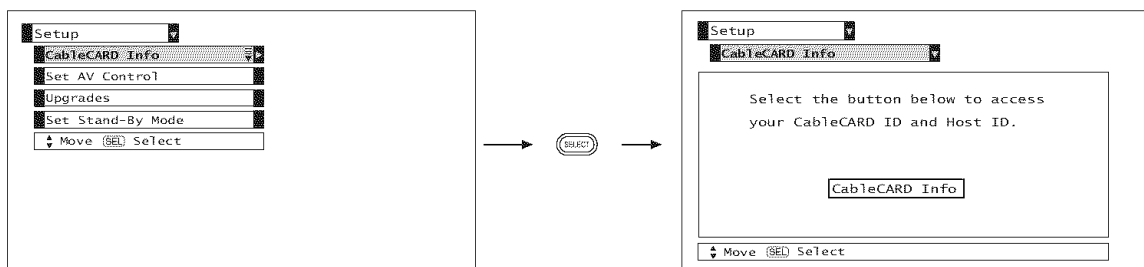 Setup
CableCARD Info
Set AV Control
Upgrades
Set Stand-By Mode
Move SEL Select
SELECT
Setup
CableCARD Info
Select the button below to access
your CableCARD ID and Host ID.
CableCARD Info
Move SEL Select